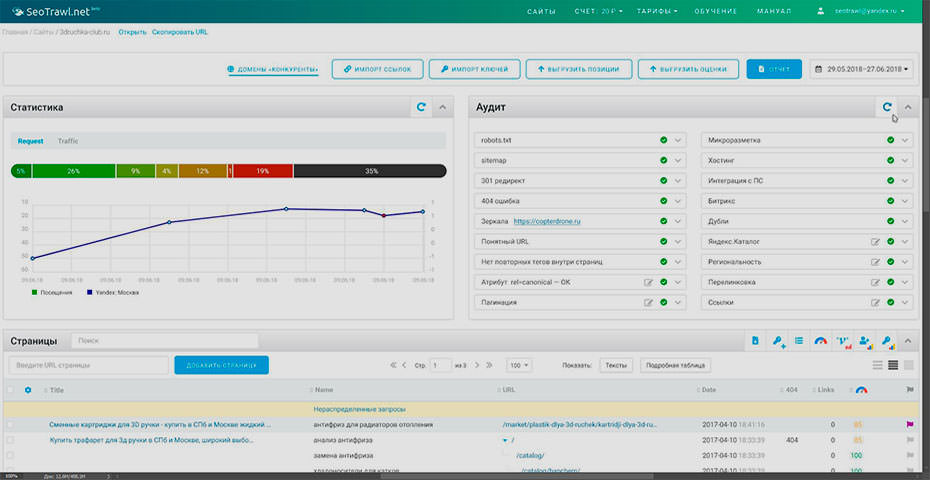 SeoTrawl.net beta САЙТЫ СЧЕТ: 20 ₽ ТАРИФЫ ОБУЧЕНИЕ МАНУАЛ seotrawl@yandex.ru
Главная / Сайты / 3druchka-club.ru Открыть Скопировать URL
ДОМЕНЫ «КОНКУРЕНТЫ» ИМПОРТ ССЫЛОК ИМПОРТ КЛЮЧЕЙ ВЫГРУЗИТЬ ПОЗИЦИИ ВЫГРУЗИТЬ ОЦЕНКИ ОТЧЕТ 29.05.2018–27.06.2018
Статистика
Request Traffic
5% 26% 9% 4% 12% 1 19% 35%
10 1
20 1
30 0
40 0
50 -1
60 -1
09.06.18 09.06.18 09.06.18 09.06.18 09.06.18 09.06.18 09.06.18 09.06.18 09.06.18 09.06.18
Посещения Yandex: Москва
Аудит
robots.txt Микроразметка
sitemap Хостинг
301 редирект Интеграция с ПС
404 ошибка Битрикс
Зеркала https://copterdrone.ru Дубли
Понятный URL Яндекс.Каталог
Нет повторных тегов внутри страниц Региональность
Атрибут rel=canonical — OK Перелинковка
Пагинация Ссылки
Страницы Поиск
Введите URL страницы ДОБАВИТЬ СТРАНИЦУ Стр. 1 из 3 100 Показать: Тексты Подробная таблица
Title Name URL Date 404 Links
Нераспределенные запросы
Сменные картриджи для 3D ручки - купить в СПб и Москве жидкий ... антифриз для радиаторов отопления /market/plastik-dlya-3d-ruchek/kartridji-dlya-3d-ru... 2017-04-10 18:41:16 0 85
Купить трафарет для 3д ручки в СПб и Москве, широкий выбо... анализ антифриза / 2017-04-10 18:33:39 404 0 85
замена антифриза /catalog/ 2017-04-10 18:33:39 0 100
хладоносители для катков /catalog/hopchem/ 2017-04-10 18:33:39 0 100
100%